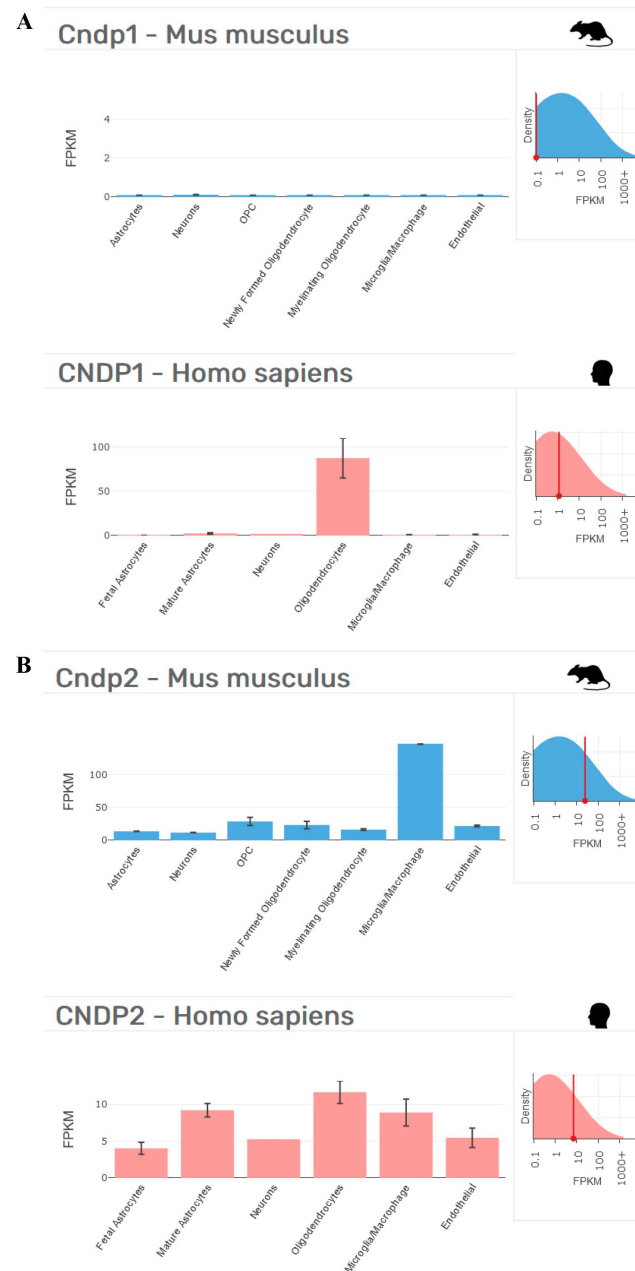 A
Cndp1 - Mus musculus
FPKM
4
2
0
Astrocytes
Neurons
OPC
Newly Formed Oligodendrocyte
Myelinating Oligodendrocyte
Microglia/Macrophage
Endothelial
Density
0.1
1
10
100
1000+
FPKM
CNDP1 - Homo sapiens
FPKM
100
50
0
Fetal Astrocytes
Mature Astrocytes
Neurons
Oligodendrocytes
Microglia/Macrophage
Endothelial
Density
0.1
1
10
100
1000+
FPKM
B
Cndp2 - Mus musculus
FPKM
100
50
0
Astrocytes
Neurons
OPC
Newly Formed Oligodendrocyte
Myelinating Oligodendrocyte
Microglia/Macrophage
Endothelial
Density
0.1
1
10
100
1000+
FPKM
CNDP2 - Homo sapiens
FPKM
10
5
0
Fetal Astrocytes
Mature Astrocytes
Neurons
Oligodendrocytes
Microglia/Macrophage
Endothelial
Density
0.1
1
10
100
1000+
FPKM